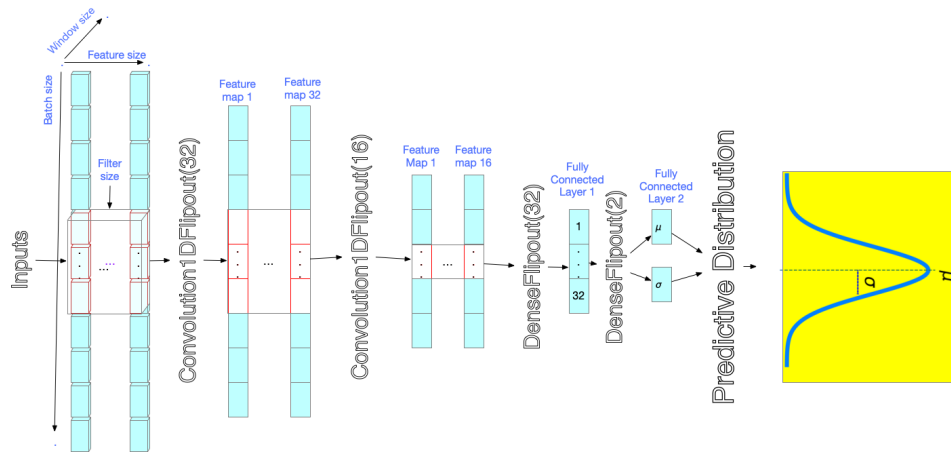 Window size
Feature size
Batch size
Filter
size
...
...
Inputs
Convolution1DFlipout(32)
Feature
map 1
Feature
map 32
...
Convolution1DFlipout(16)
Feature
Map 1
Feature
map 16
...
DenseFlipout(32)
Fully
Connected
Layer 1
1
32
DenseFlipout(2)
Fully
Connected
Layer 2
μ
σ
Predictive Distribution
σ
μ